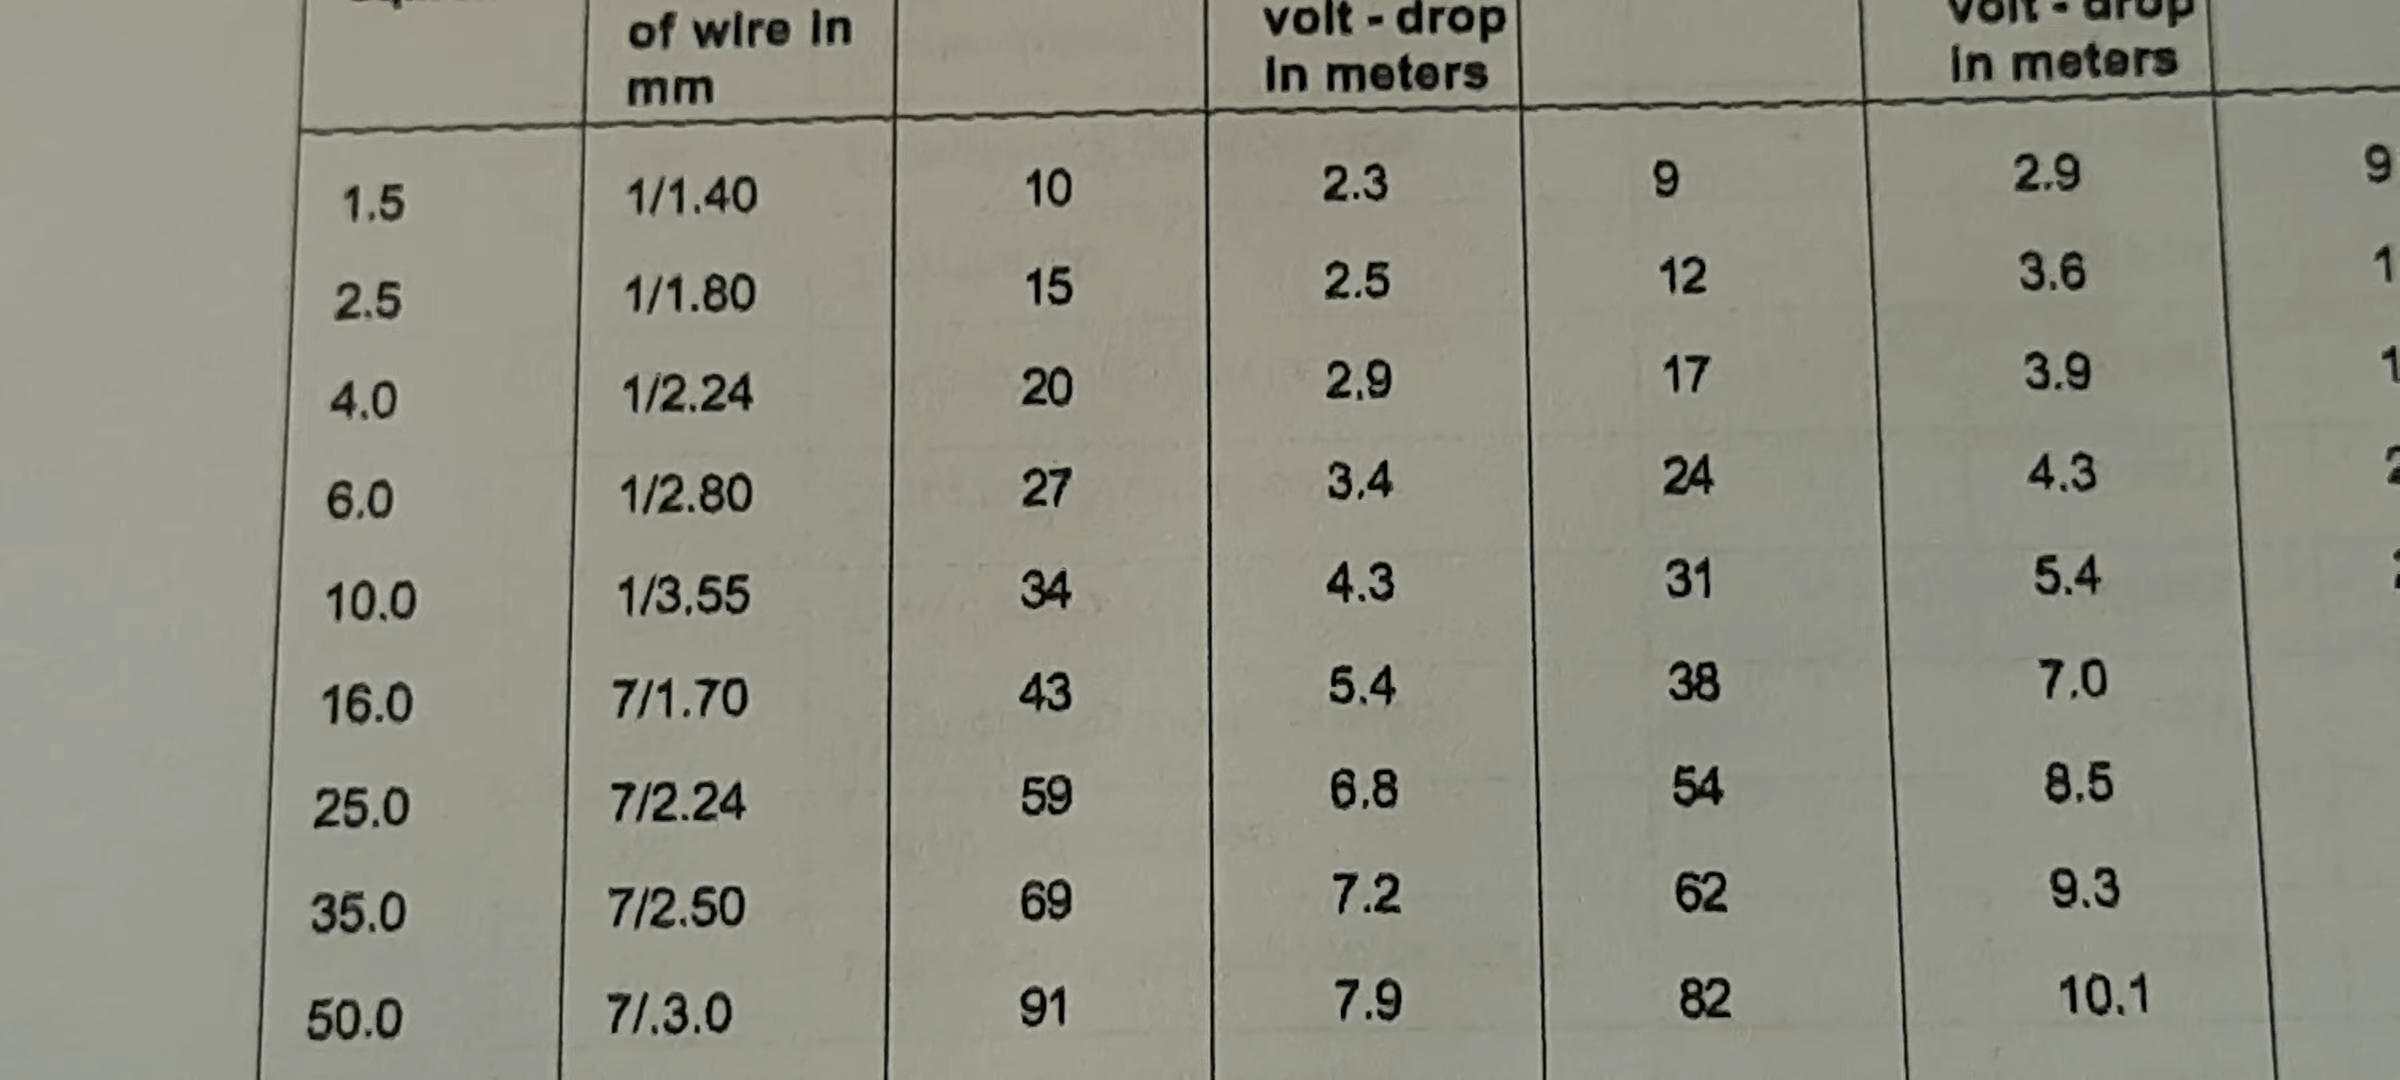 of wire in mm volt - drop in meters volt - drop in meters
1.5 1/1.40 10 2.3 9 2.9 9
2.5 1/1.80 15 2.5 12 3.6
4.0 1/2.24 20 2.9 17 3.9
6.0 1/2.80 27 3.4 24 4.3
10.0 1/3.55 34 4.3 31 5.4
16.0 7/1.70 43 5.4 38 7.0
25.0 7/2.24 59 6.8 54 8.5
35.0 7/2.50 69 7.2 62 9.3
50.0 7/.3.0 91 7.9 82 10.1